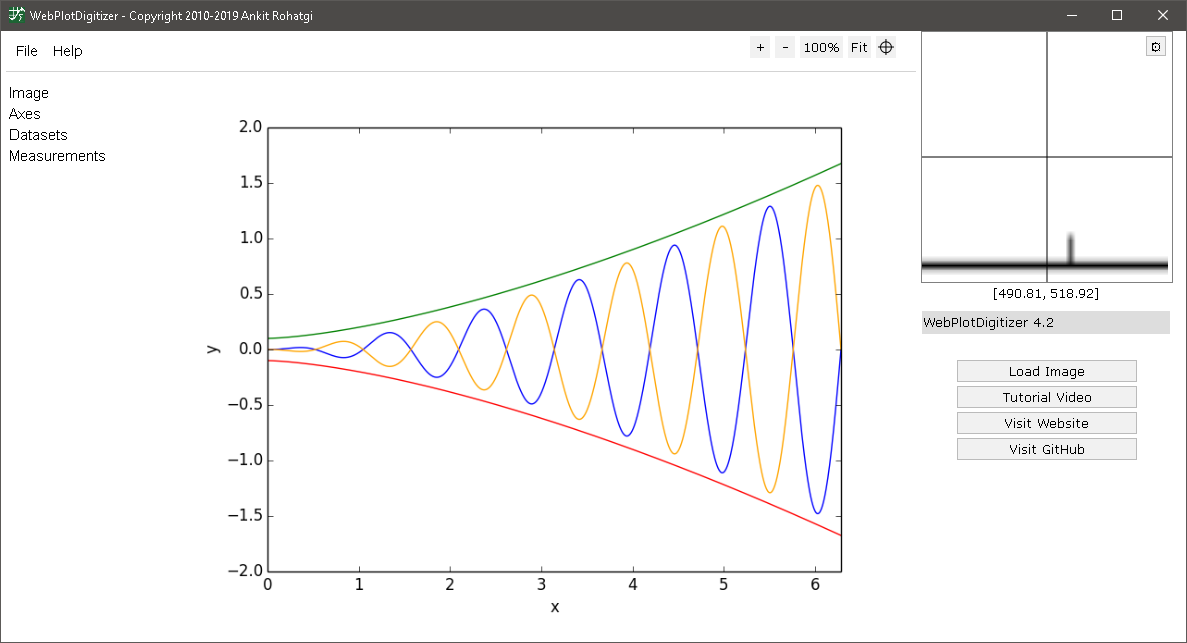 WebPlotDigitizer - Copyright 2010-2019 Ankit Rohatgi
File Help
+ - 100% Fit
Image
Axes
Datasets
Measurements
2.0
1.5
1.0
0.5
0.0
−0.5
−1.0
−1.5
−2.0
y
0 1 2 3 4 5 6
x
[490.81, 518.92]
WebPlotDigitizer 4.2
Load Image
Tutorial Video
Visit Website
Visit GitHub